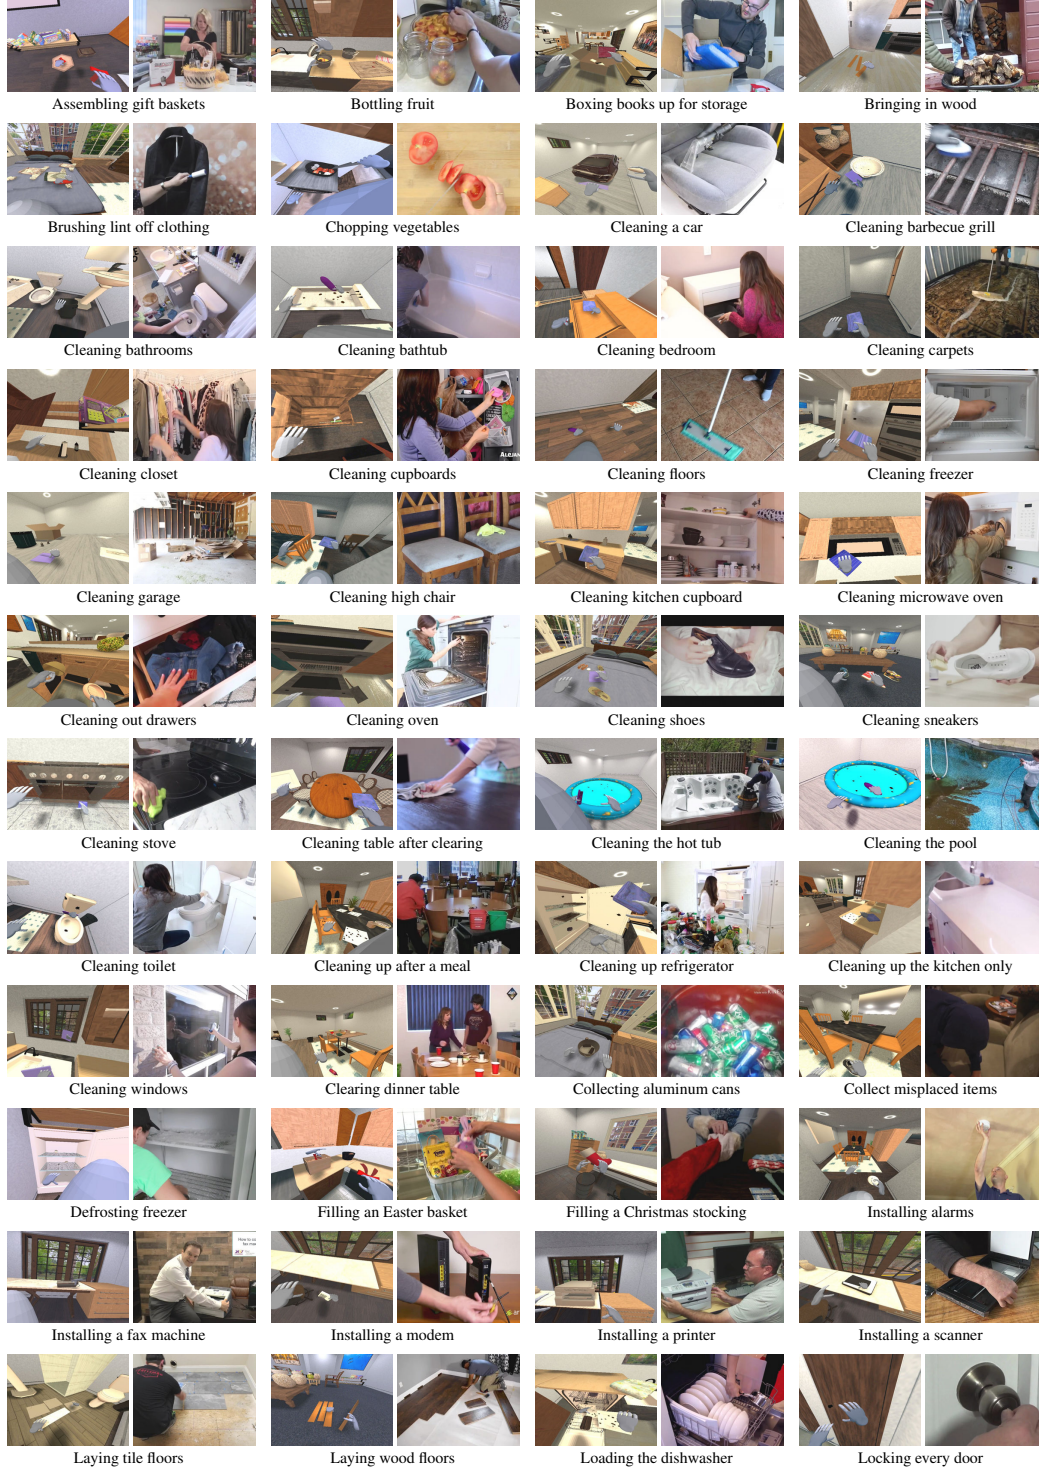 Assembling gift baskets
Bottling fruit
Boxing books up for storage
Bringing in wood
Brushing lint off clothing
Chopping vegetables
Cleaning a car
Cleaning barbecue grill
Cleaning bathrooms
Cleaning bathtub
Cleaning bedroom
Cleaning carpets
Cleaning closet
Cleaning cupboards
Cleaning floors
Cleaning freezer
Cleaning garage
Cleaning high chair
Cleaning kitchen cupboard
Cleaning microwave oven
Cleaning out drawers
Cleaning oven
Cleaning shoes
Cleaning sneakers
Cleaning stove
Cleaning table after clearing
Cleaning the hot tub
Cleaning the pool
Cleaning toilet
Cleaning up after a meal
Cleaning up refrigerator
Cleaning up the kitchen only
Cleaning windows
Clearing dinner table
Collecting aluminum cans
Collect misplaced items
Defrosting freezer
Filling an Easter basket
Filling a Christmas stocking
Installing alarms
Installing a fax machine
Installing a modem
Installing a printer
Installing a scanner
Laying tile floors
Laying wood floors
Loading the dishwasher
Locking every door